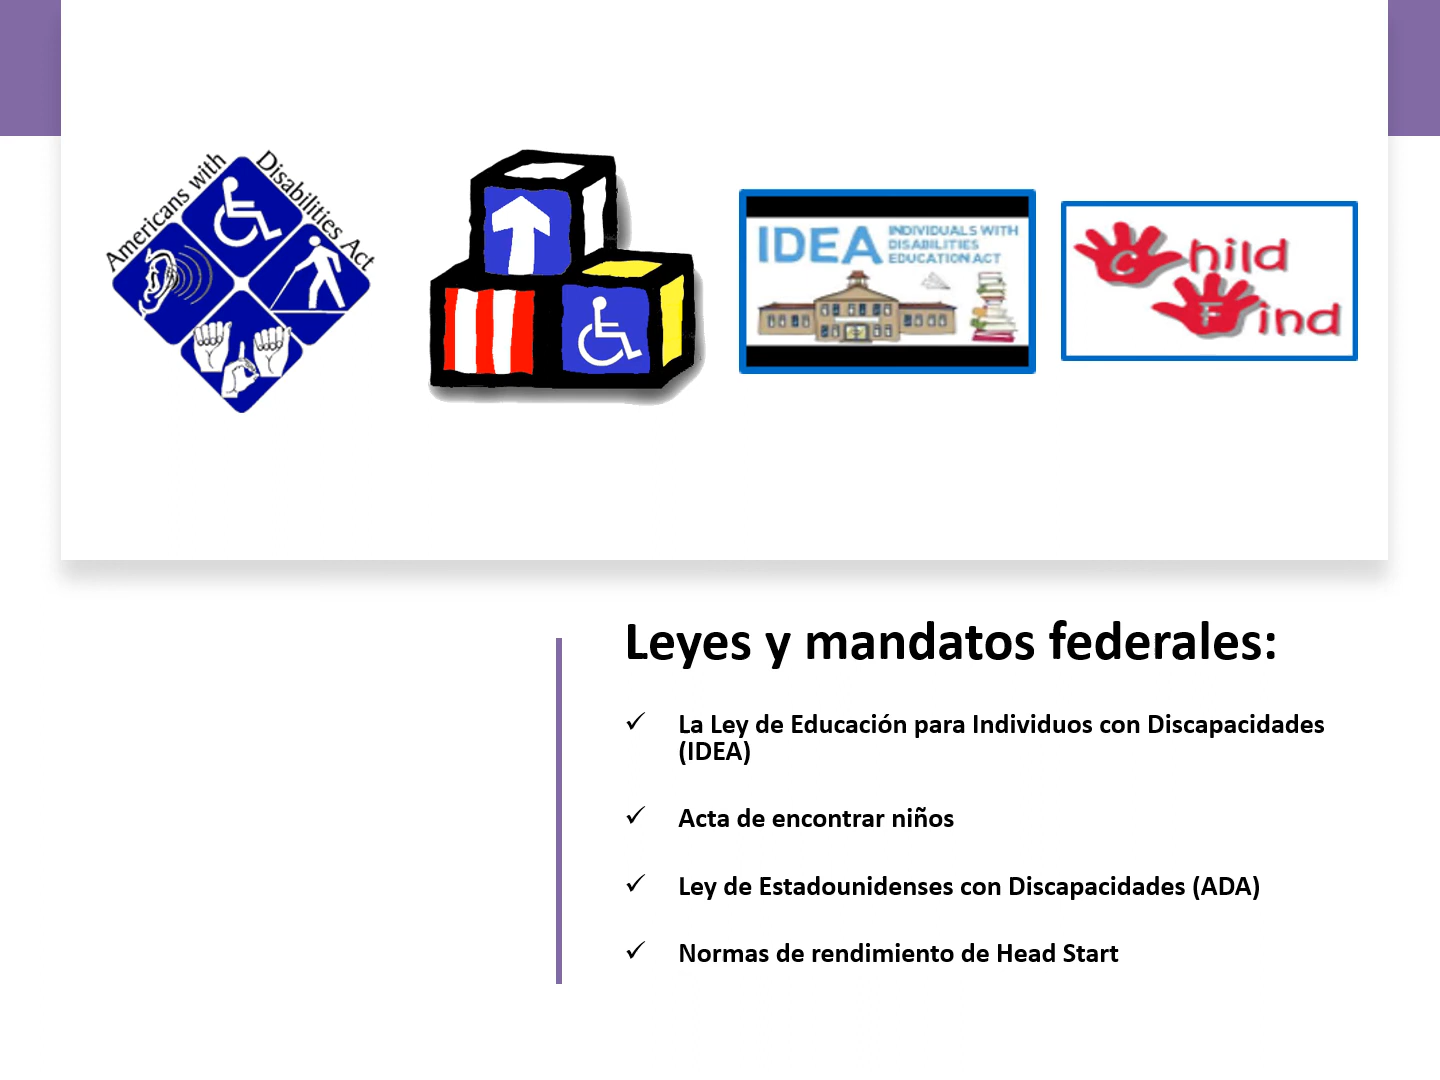 Americans with Disabilities Act
IDEA INDIVIDUALS WITH
DISABILITIES
EDUCATION ACT
Child
Find
Leyes y mandatos federales:
✓ La Ley de Educación para Individuos con Discapacidades
(IDEA)
✓ Acta de encontrar niños
✓ Ley de Estadounidenses con Discapacidades (ADA)
✓ Normas de rendimiento de Head Start